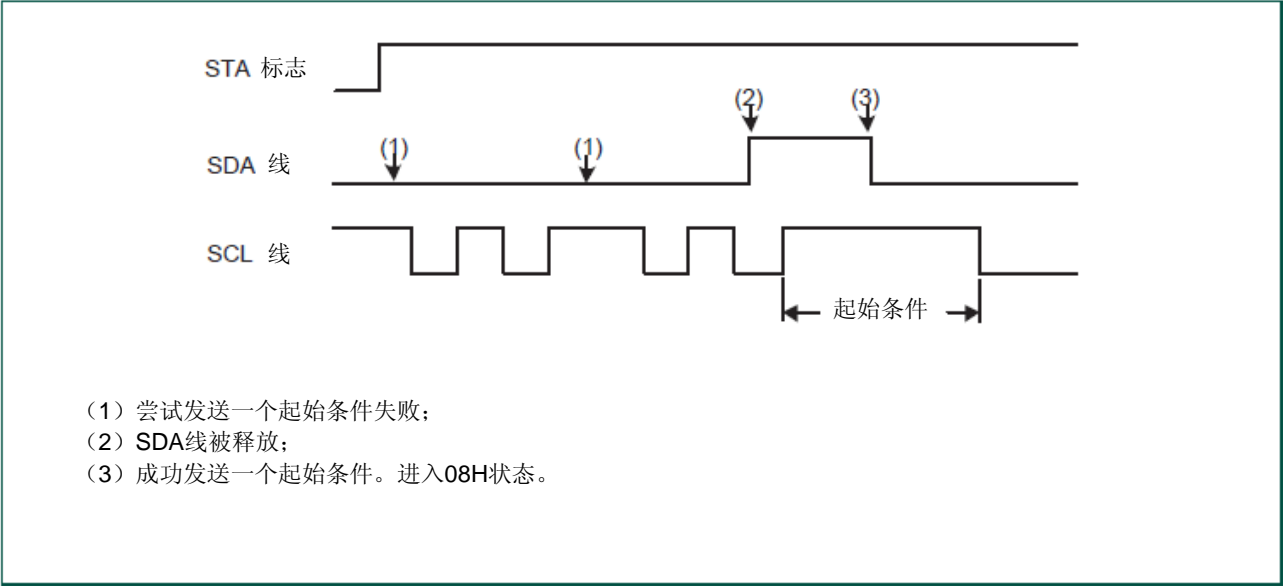 STA 标志
(2) (3)
(1) (1)
SDA 线
SCL 线
起始条件
（1）尝试发送一个起始条件失败；
（2）SDA线被释放；
（3）成功发送一个起始条件。进入08H状态。